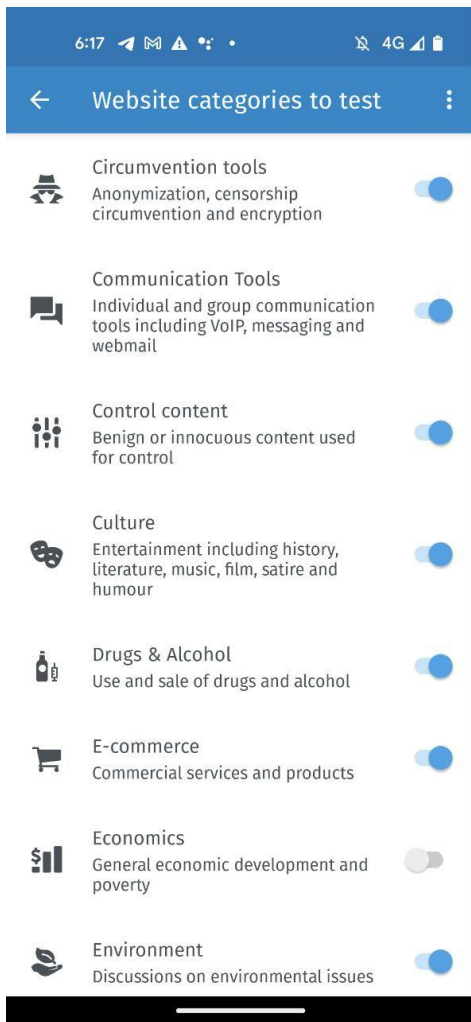 6:17
4G
Website categories to test
Circumvention tools
Anonymization, censorship
circumvention and encryption
Communication Tools
Individual and group communication
tools including VoIP, messaging and
webmail
Control content
Benign or innocuous content used
for control
Culture
Entertainment including history,
literature, music, film, satire and
humour
Drugs & Alcohol
Use and sale of drugs and alcohol
E-commerce
Commercial services and products
Economics
General economic development and
poverty
Environment
Discussions on environmental issues